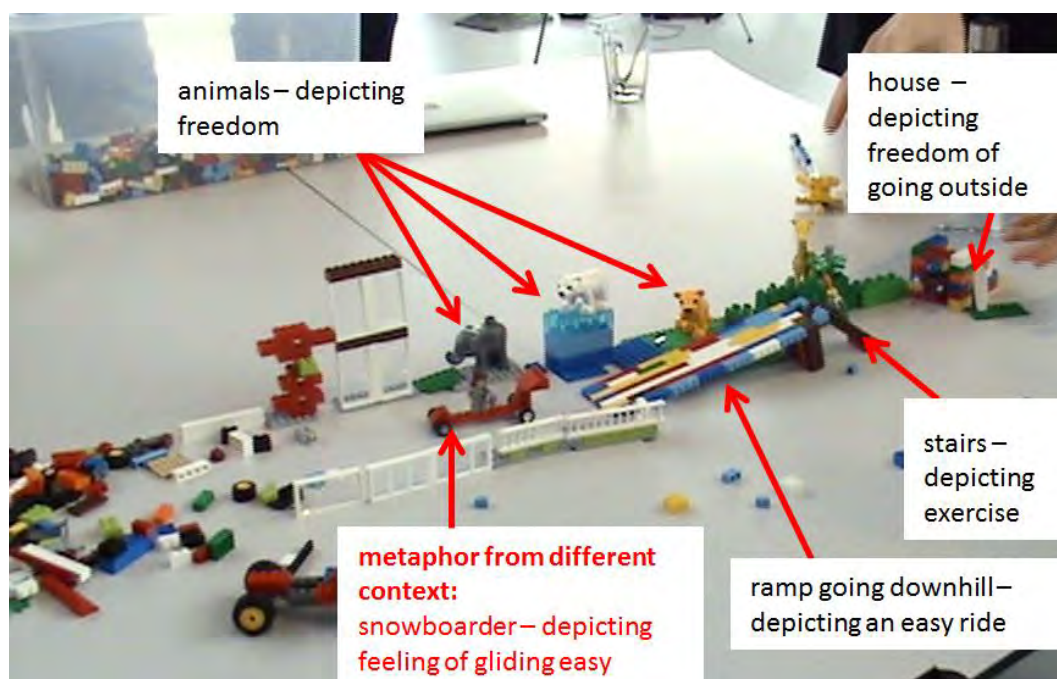 animals – depicting
freedom
house –
depicting
freedom of
going outside
stairs –
depicting
exercise
metaphor from different
context:
snowboarder – depicting
feeling of gliding easy
ramp going downhill –
depicting an easy ride